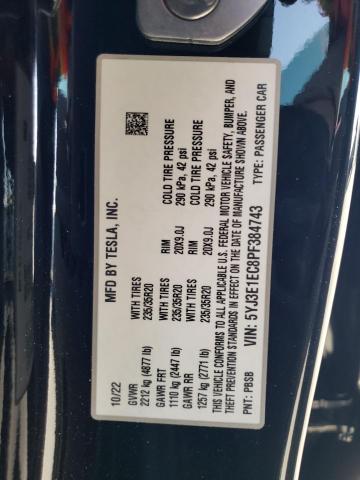 10/22 MFD BY TESLA, INC.
GVWR
2212 kg (4877 lb) WITH TIRES RIM COLD TIRE PRESSURE
GAWR FRT 235/35R20 20X9.0J 290 kPa, 42 psi
1110 kg (2447 lb) WITH TIRES RIM COLD TIRE PRESSURE
GAWR RR 235/35R20 20X9.0J 290 kPa, 42 psi
1257 kg (2771 lb)
THIS VEHICLE CONFORMS TO ALL APPLICABLE U.S. FEDERAL MOTOR VEHICLE SAFETY, BUMPER, AND
THEFT PREVENTION STANDARDS IN EFFECT ON THE DATE OF MANUFACTURE SHOWN ABOVE.
VIN: 5YJ3E1EC8PF384743
PNT: PBSB TYPE: PASSENGER CAR